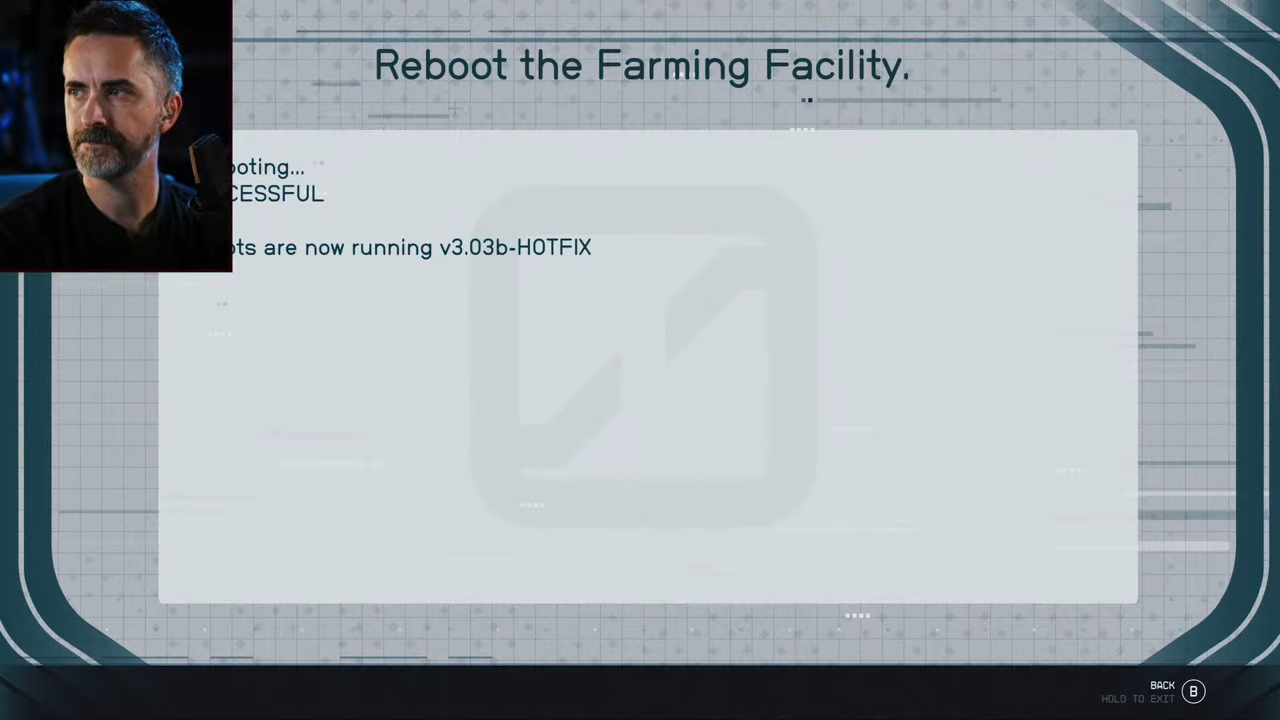 Reboot the Farming Facility.
ooting...
CESSFUL
ots are now running v3.03b-HOTFIX
BACK
HOLD TO EXIT
B